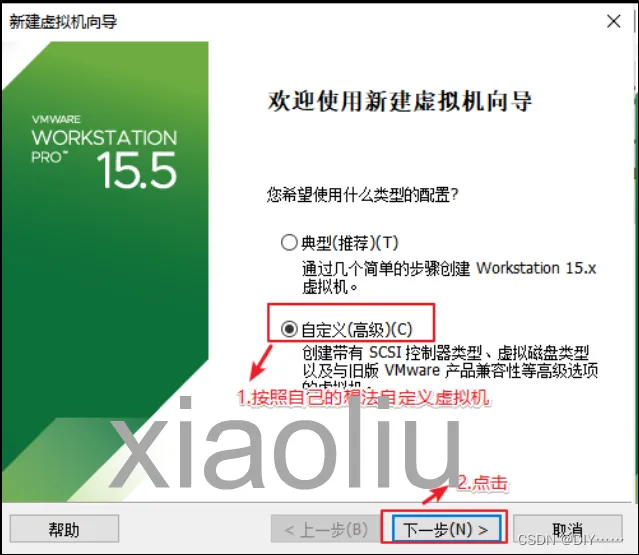 新建虚拟机向导
VMWARE
WORKSTATION
PRO™
15.5
欢迎使用新建虚拟机向导
您希望使用什么类型的配置?
典型(推荐)(T)
通过几个简单的步骤创建 Workstation 15.x
虚拟机。
自定义(高级)(C)
创建带有 SCSI 控制器类型、虚拟磁盘类型
以及与旧版 VMware 产品兼容性等高级选项
的虚拟机。
1.按照自己的想法自定义虚拟机
xiaoliu
2.点击
帮助
< 上一步(B)
下一步(N) >
取消
CSDN @DIY……